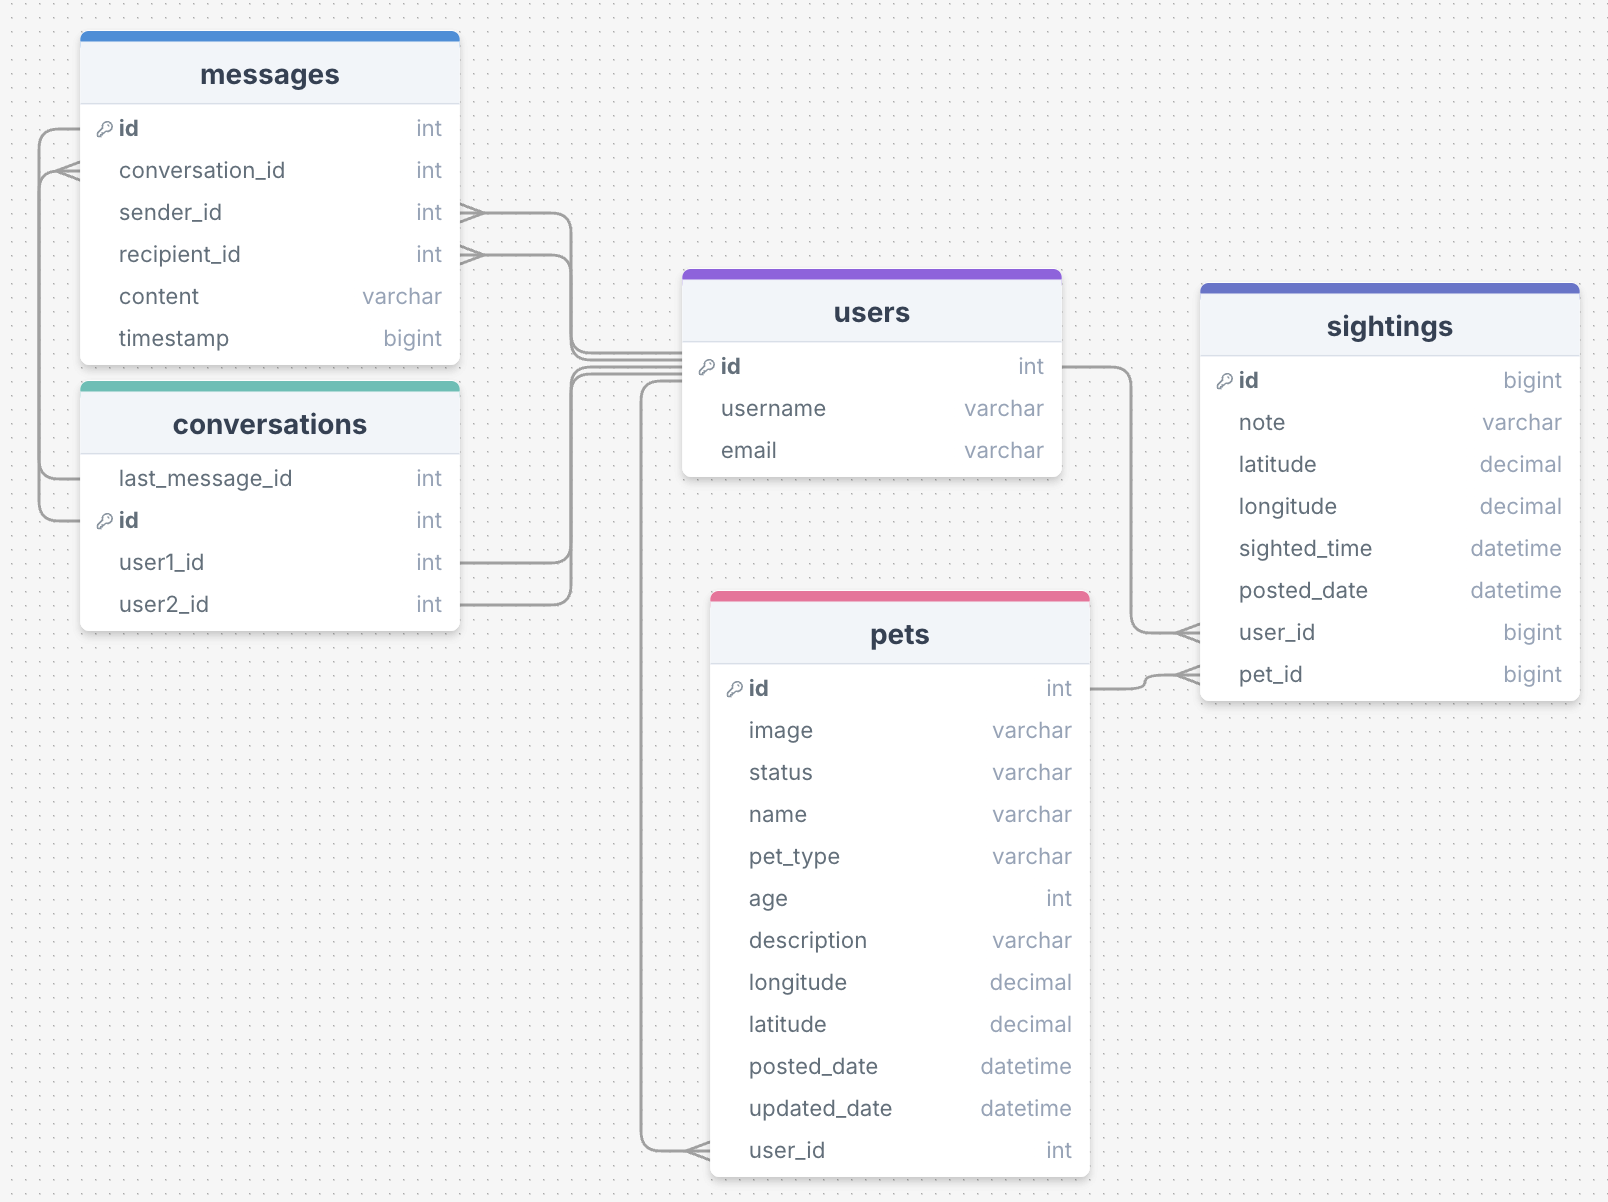 messages
id int
conversation_id int
sender_id int
recipient_id int
content varchar
timestamp bigint
conversations
last_message_id int
id int
user1_id int
user2_id int
users
id int
username varchar
email varchar
pets
id int
image varchar
status varchar
name varchar
pet_type varchar
age int
description varchar
longitude decimal
latitude decimal
posted_date datetime
updated_date datetime
user_id int
sightings
id bigint
note varchar
latitude decimal
longitude decimal
sighted_time datetime
posted_date datetime
user_id bigint
pet_id bigint